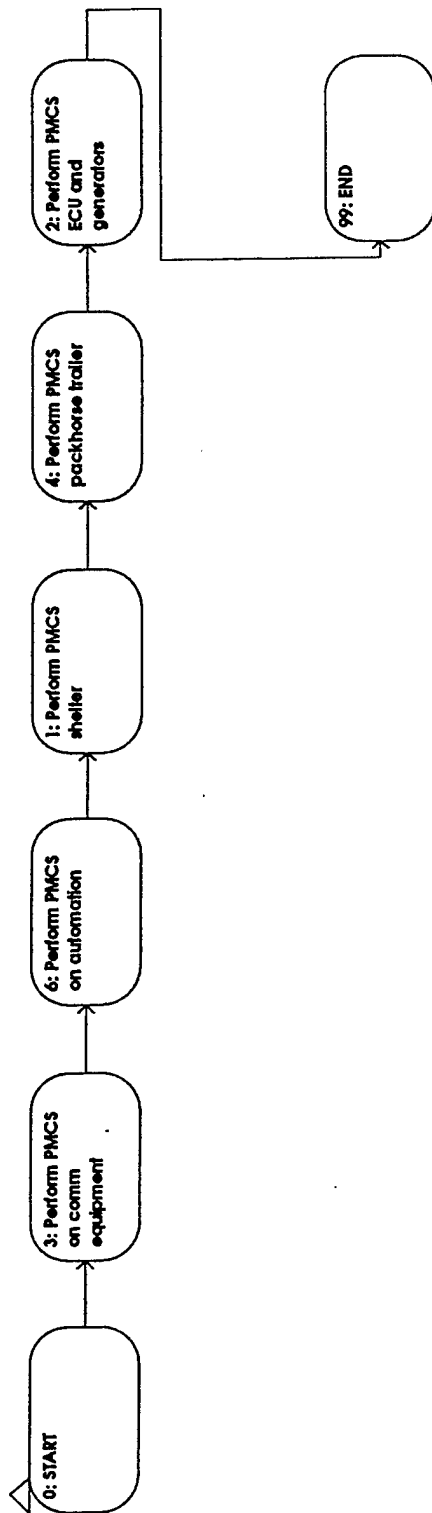 0: START
3: Perform PMCS
on comm
equipment
6: Perform PMCS
on automation
1: Perform PMCS
shelter
4: Perform PMCS
packhorse trailer
2: Perform PMCS
ECU and
generators
99: END